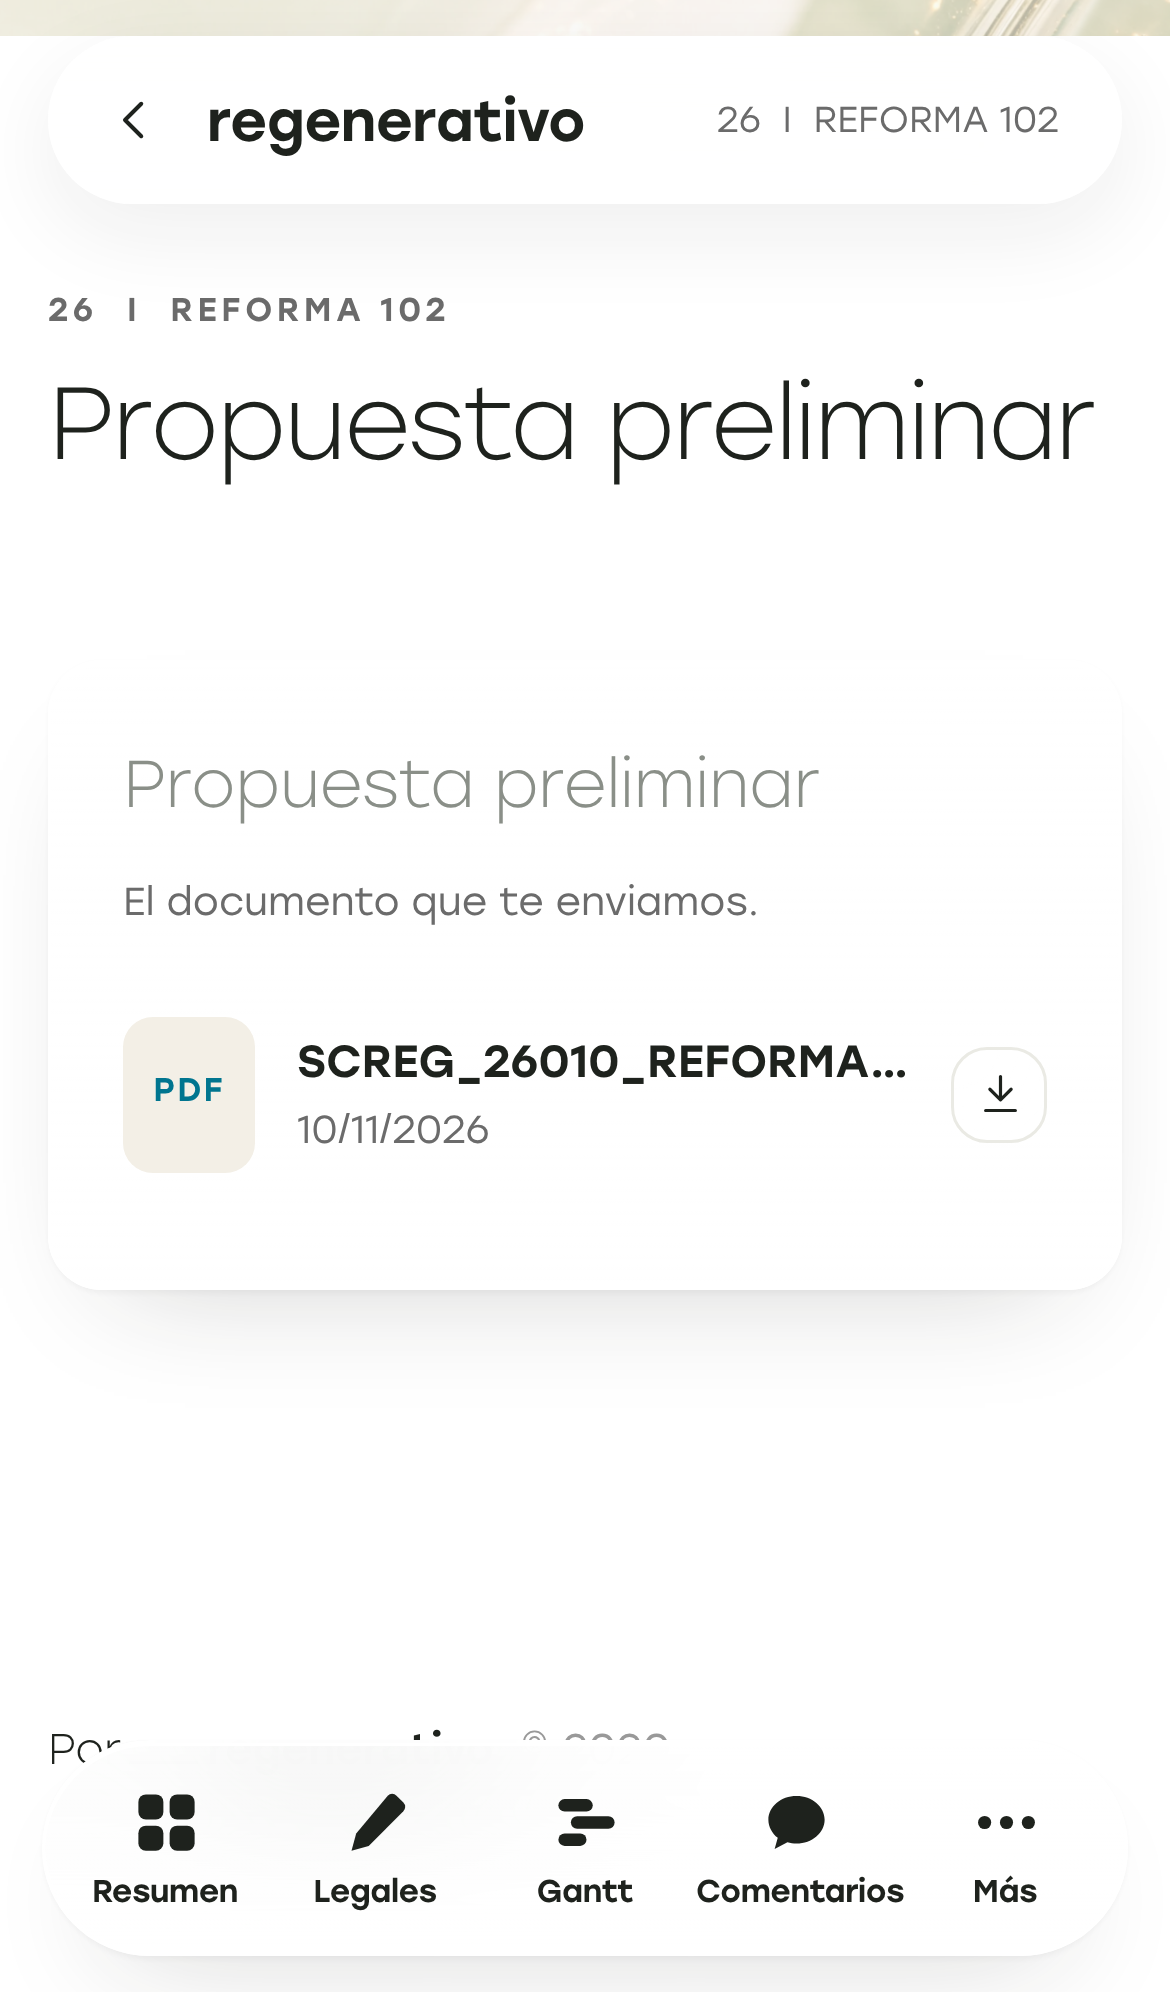 regenerativo
26 | REFORMA 102
26 | REFORMA 102
Propuesta preliminar
Propuesta preliminar
El documento que te enviamos.
PDF
SCREG_26010_REFORMA...
10/11/2026
Por
Resumen
Legales
Gantt
Comentarios
Más